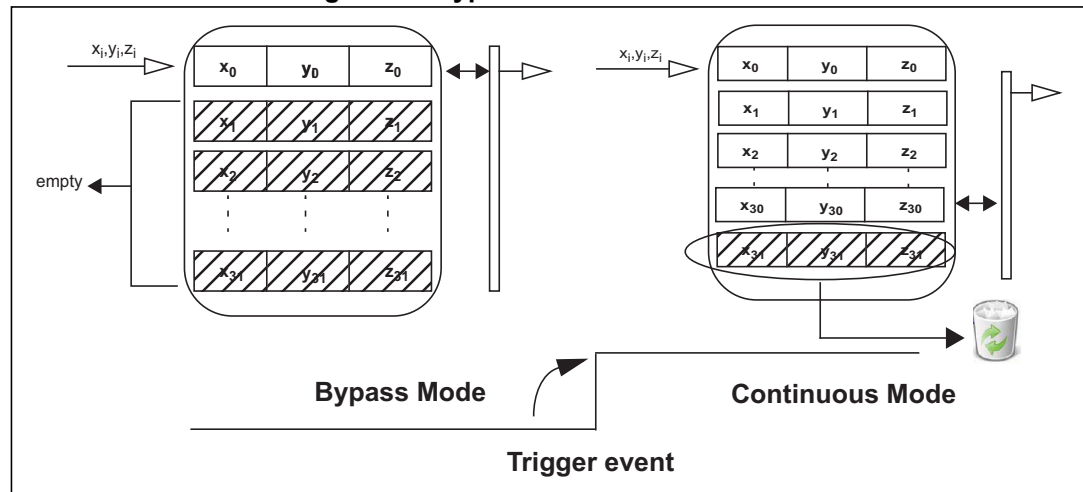 xᵢ,yᵢ,zᵢ
x₀ y_D z₀
x₁ y₁ z₁
x₂ y₂ z₂
x₃₁ y₃₁ z₃₁
empty
xᵢ,yᵢ,zᵢ
x₀ y₀ z₀
x₁ y₁ z₁
x₂ y₂ z₂
x₃₀ y₃₀ z₃₀
x₃₁ y₃₁ z₃₁
Bypass Mode
Continuous Mode
Trigger event